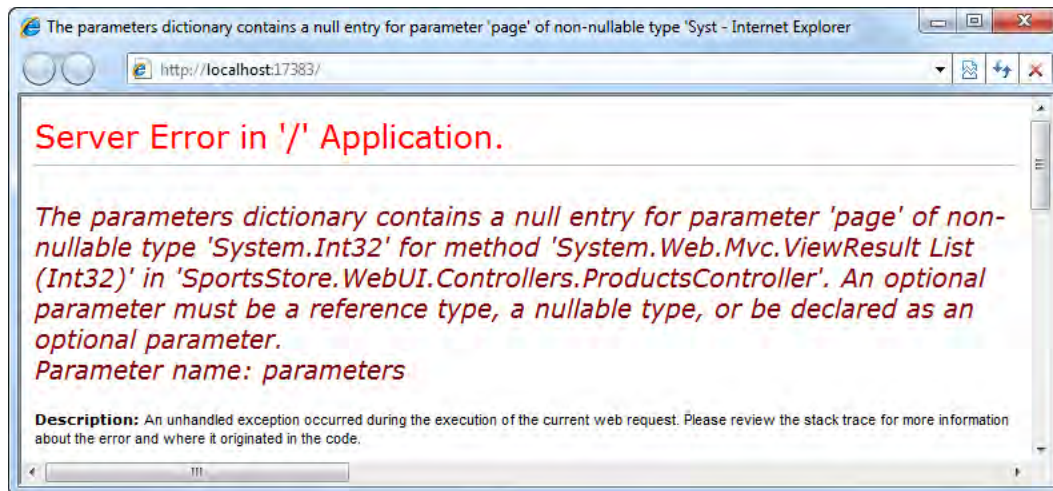 The parameters dictionary contains a null entry for parameter 'page' of non-nullable type 'Syst - Internet Explorer
http://localhost:17383/
Server Error in '/' Application.
The parameters dictionary contains a null entry for parameter 'page' of non-
nullable type 'System.Int32' for method 'System.Web.Mvc.ViewResult List
(Int32)' in 'SportsStore.WebUI.Controllers.ProductsController'. An optional
parameter must be a reference type, a nullable type, or be declared as an
optional parameter.
Parameter name: parameters
Description: An unhandled exception occurred during the execution of the current web request. Please review the stack trace for more information
about the error and where it originated in the code.